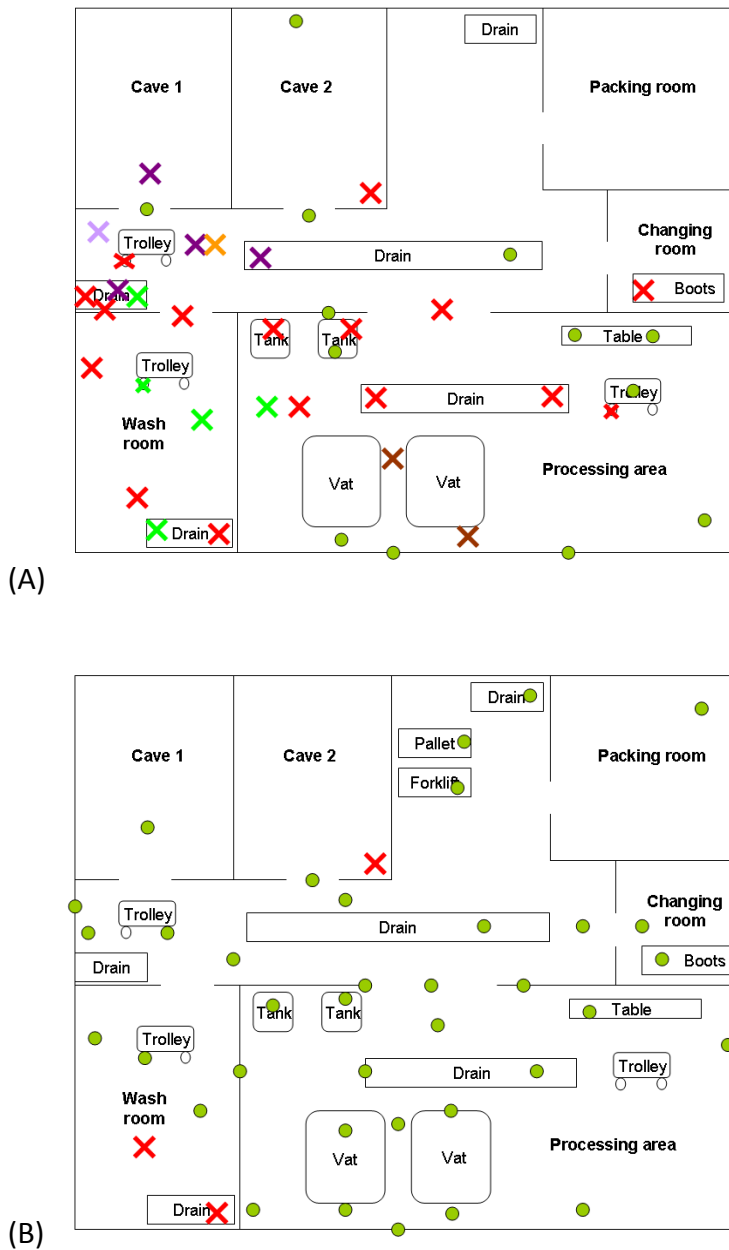 Drain
Cave 1
Cave 2
Packing room
Changing
room
Trolley
Drain
Drain
Boots
Tank
Tank
Table
Trolley
Drain
Trolley
Wash
room
Vat
Vat
Processing area
Drain
(A)
Drain
Pallet
Cave 1
Cave 2
Packing room
Forklift
Changing
room
Trolley
Drain
Drain
Boots
Tank
Tank
Table
Trolley
Drain
Trolley
Wash
room
Vat
Vat
Processing area
Drain
(B)